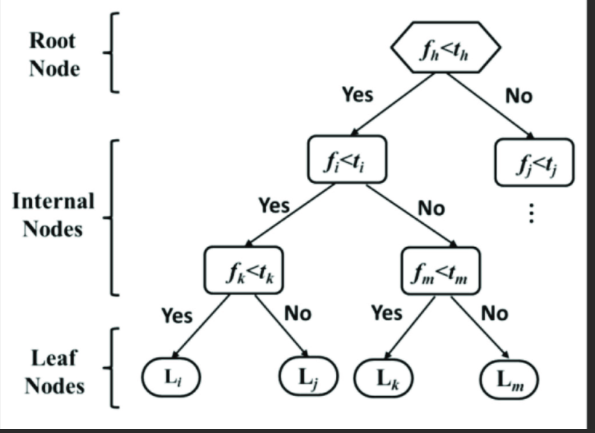 Root
Node
f_h<t_h
Yes
No
f_i<t_i
f_j<t_j
⋮
Internal
Nodes
Yes
No
f_k<t_k
f_m<t_m
Yes
No
Yes
No
Leaf
Nodes
L_i
L_j
L_k
L_m